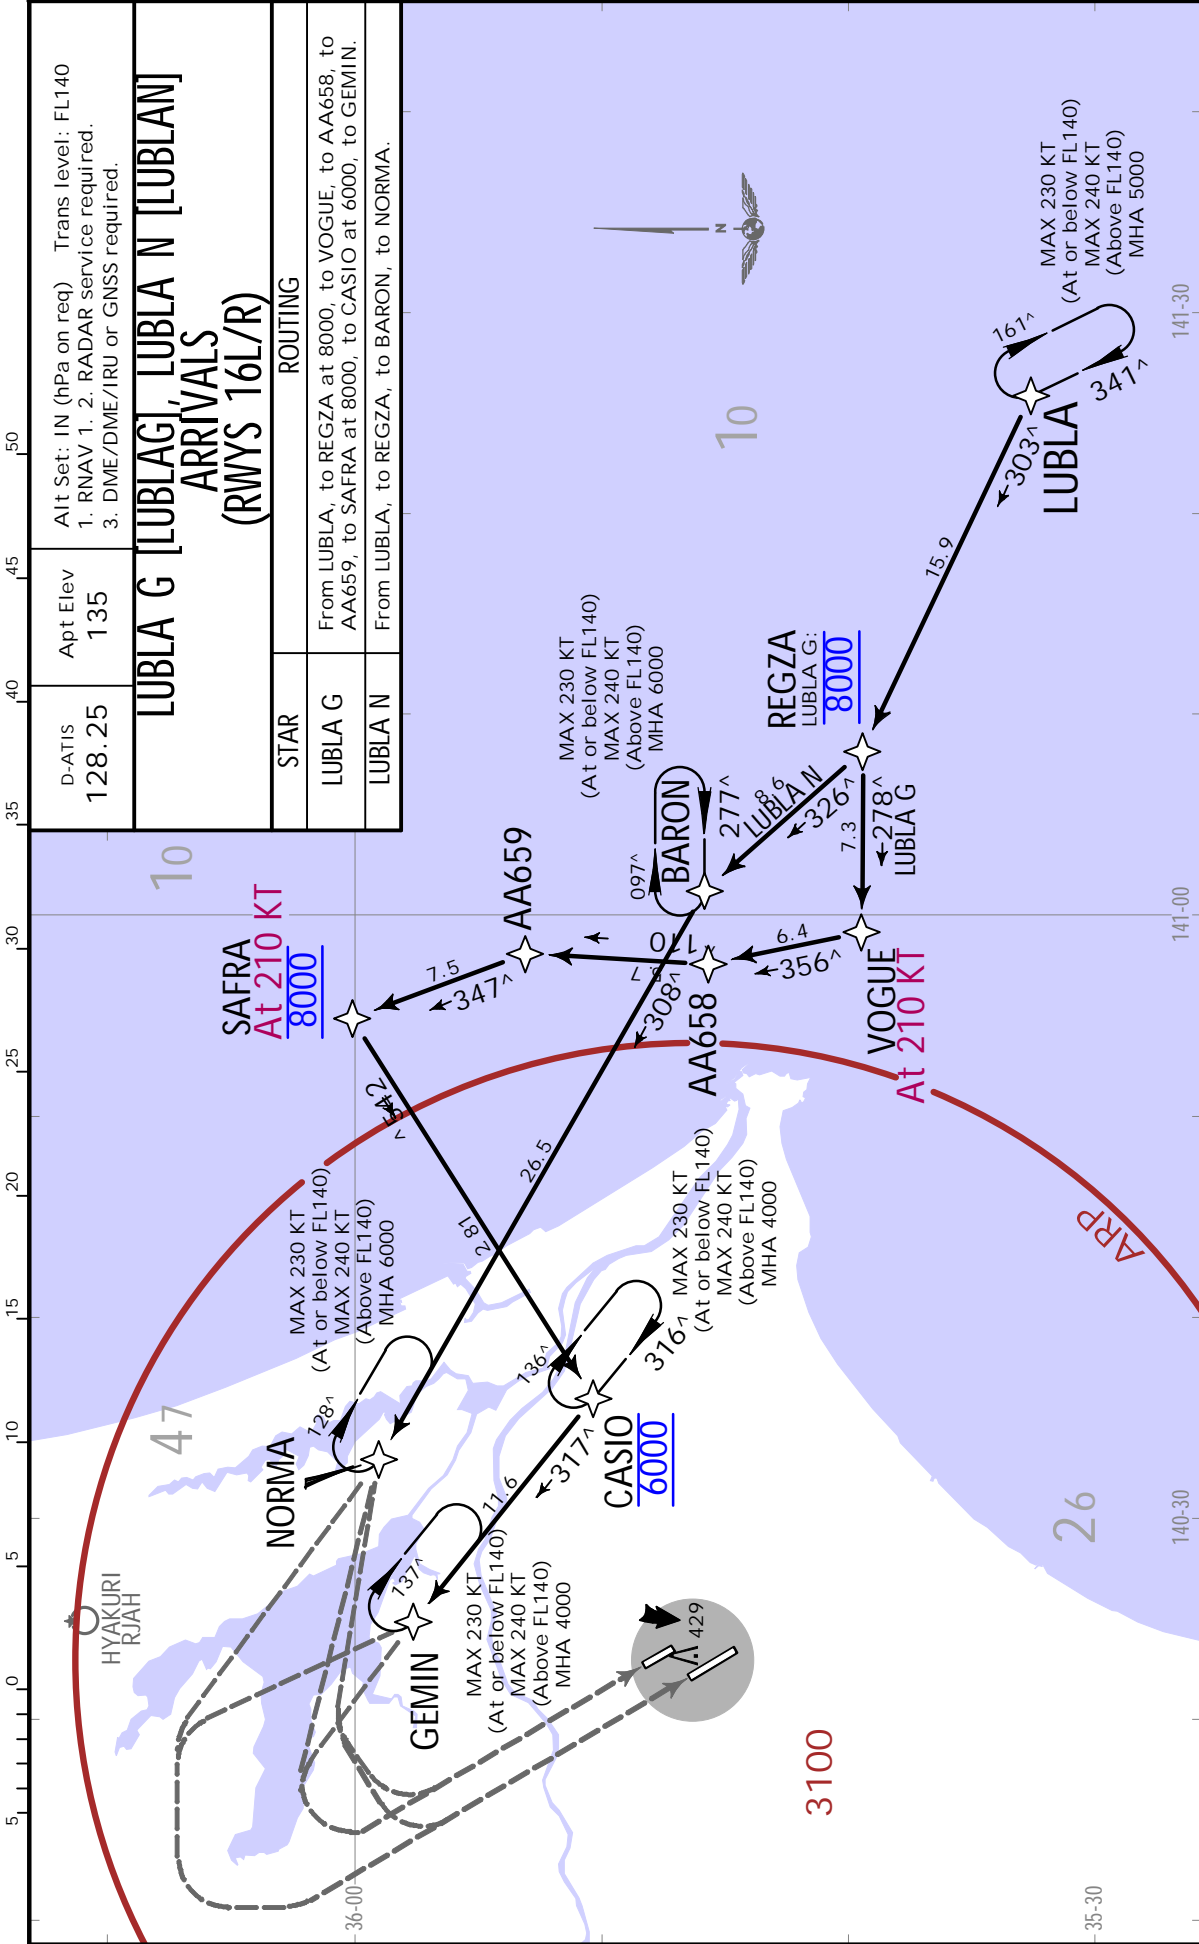 D-ATIS
128.25
Apt Elev
135
Alt Set: IN (hPa on req) Trans level: FL140
1. RNAV 1. 2. RADAR service required.
3. DME/DME/IRU or GNSS required.
LUBLA G [LUBLAG], LUBLA N [LUBLAN]
ARRIVALS
(RWYS 16L/R)
STAR
ROUTING
LUBLA G
From LUBLA, to REGZA at 8000, to VOGUE, to AA658, to
AA659, to SAFRA at 8000, to CASIO at 6000, to GEMIN.
LUBLA N
From LUBLA, to REGZA, to BARON, to NORMA.
5
0
5
10
15
20
25
30
35
40
45
50
HYAKURI
RJAH
47
10
10
26
3100
ARP
SAFRA
At 210 KT
8000
7.5
347^
AA659
NORMA
128^
MAX 230 KT
(At or below FL140)
MAX 240 KT
(Above FL140)
MHA 6000
26.5
308^
GEMIN
137^
MAX 230 KT
(At or below FL140)
MAX 240 KT
(Above FL140)
MHA 4000
11.6
317^
CASIO
6000
136^
316^
MAX 230 KT
(At or below FL140)
MAX 240 KT
(Above FL140)
MHA 4000
AA658
BARON
097^
277^
MAX 230 KT
(At or below FL140)
MAX 240 KT
(Above FL140)
MHA 6000
8.6
LUBLA N
326^
6.4
356^
VOGUE
At 210 KT
7.3
278^
LUBLA G
REGZA
LUBLA G:
8000
15.9
303^
LUBLA
161^
341^
MAX 230 KT
(At or below FL140)
MAX 240 KT
(Above FL140)
MHA 5000
N
429
36-00
35-30
140-30
141-00
141-30